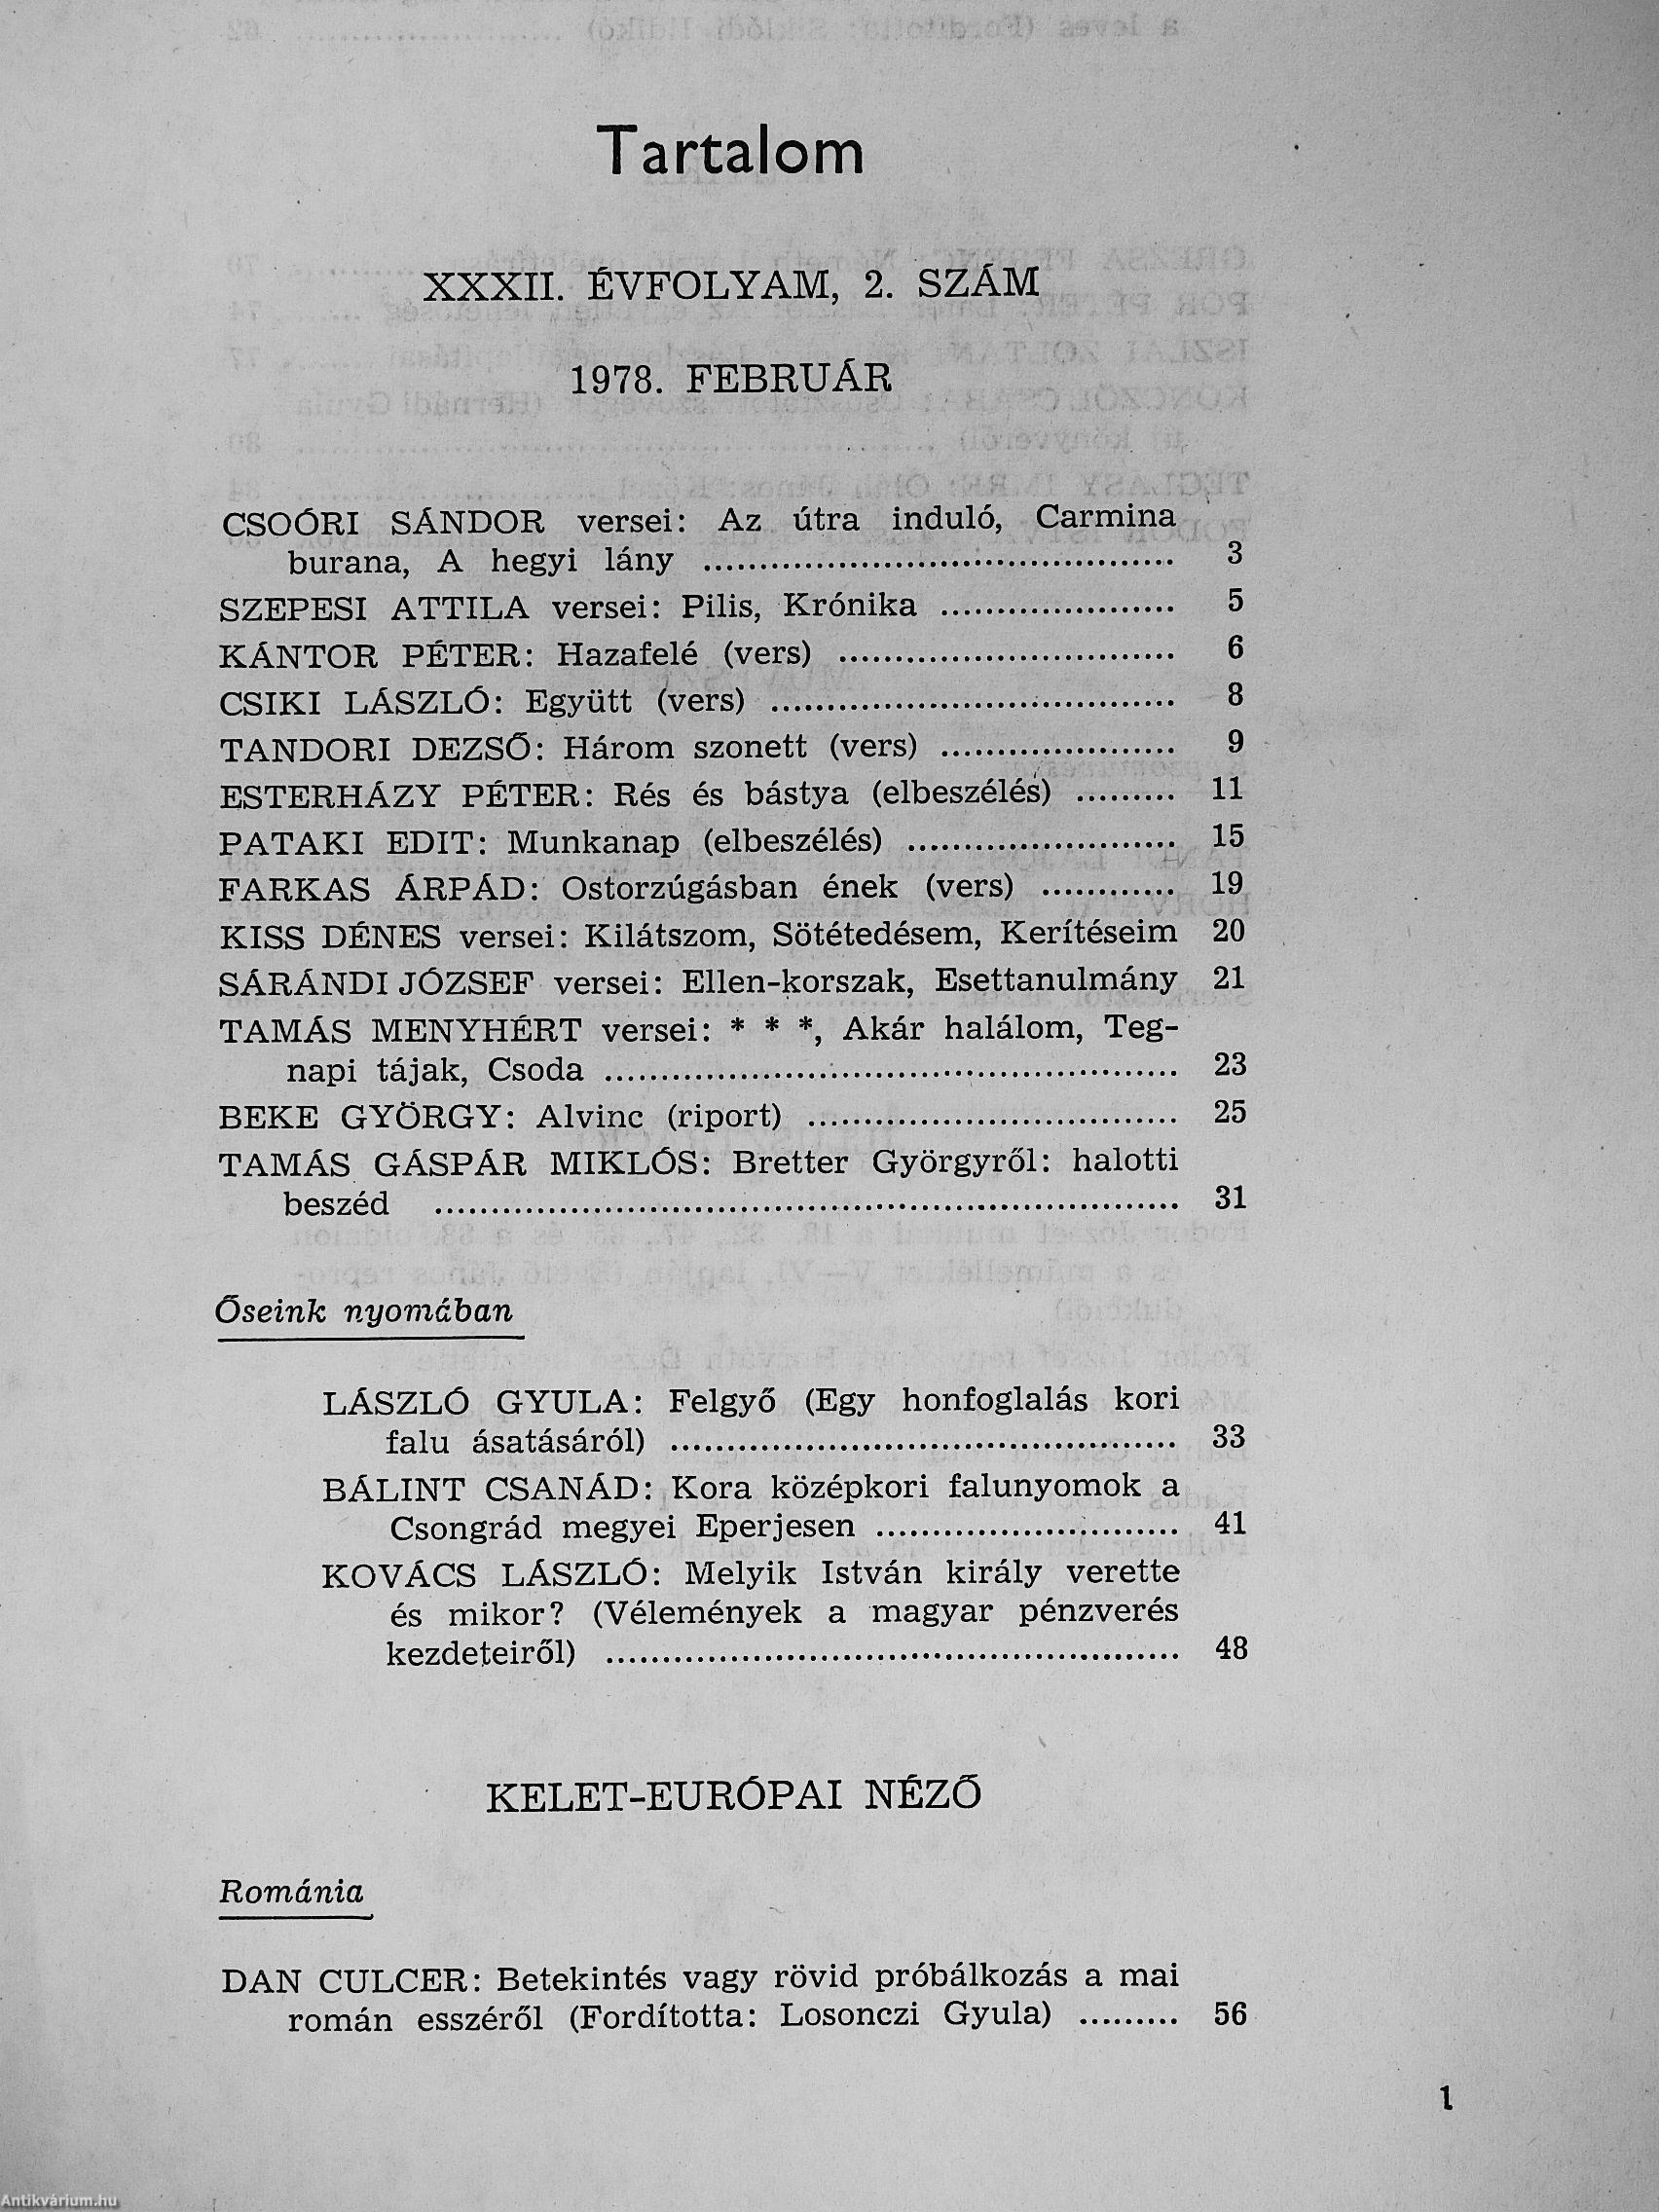 Tartalom
XXXII. ÉVFOLYAM, 2. SZÁM
1978. FEBRUÁR
CSOÓRI SÁNDOR versei: Az útra induló, Carmina
burana, A hegyi lány ........................................ 3
SZEPESI ATTILA versei: Pilis, Krónika ..................... 5
KÁNTOR PÉTER: Hazafelé (vers) .............................. 6
CSIKI LÁSZLÓ: Együtt (vers) .................................... 8
TANDORI DEZSŐ: Három szonett (vers) ..................... 9
ESTERHÁZY PÉTER: Rés és bástya (elbeszélés) ......... 11
PATAKI EDIT: Munkanap (elbeszélés) ........................ 15
FARKAS ÁRPÁD: Ostorzúgásban ének (vers) ............ 19
KISS DÉNES versei: Kilátszom, Sötétedésem, Kerítéseim 20
SÁRÁNDI JÓZSEF versei: Ellen-korszak, Esettanulmány 21
TAMÁS MENYHÉRT versei: * * *, Akár halálom, Teg-
napi tájak, Csoda .................................................. 23
BEKE GYÖRGY: Alvinc (riport) ................................. 25
TAMÁS GÁSPÁR MIKLÓS: Bretter Györgyről: halotti
beszéd .................................................................. 31
Őseink nyomában
LÁSZLÓ GYULA: Felgyő (Egy honfoglalás kori
falu ásatásáról) ............................................. 33
BÁLINT CSANÁD: Kora középkori falunyomok a
Csongrád megyei Eperjesen ........................... 41
KOVÁCS LÁSZLÓ: Melyik István király verette
és mikor? (Vélemények a magyar pénzverés
kezdeteiről) ................................................... 48
KELET-EURÓPAI NÉZŐ
Románia
DAN CULCER: Betekintés vagy rövid próbálkozás a mai
román esszéről (Fordította: Losonczi Gyula) ......... 56
1
Antikvárium.hu